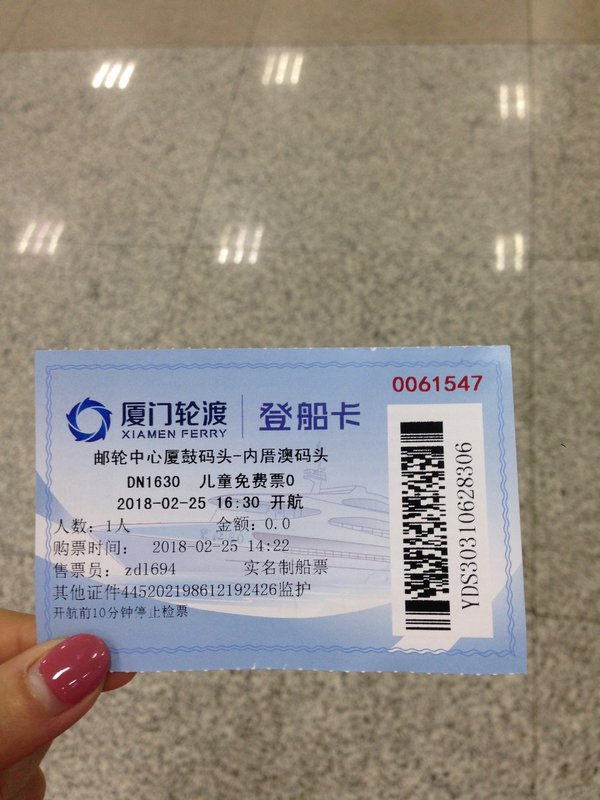 0061547
厦门轮渡
XIAMEN FERRY
登船卡
邮轮中心厦鼓码头-内厝澳码头
DN1630 儿童免费票0
2018-02-25 16:30 开航
人数：1人 金额：0.0
购票时间： 2018-02-25 14:22
售票员：zdl694 实名制船票
其他证件445202198612192426监护
开航前10分钟停止检票
YDS30310628306